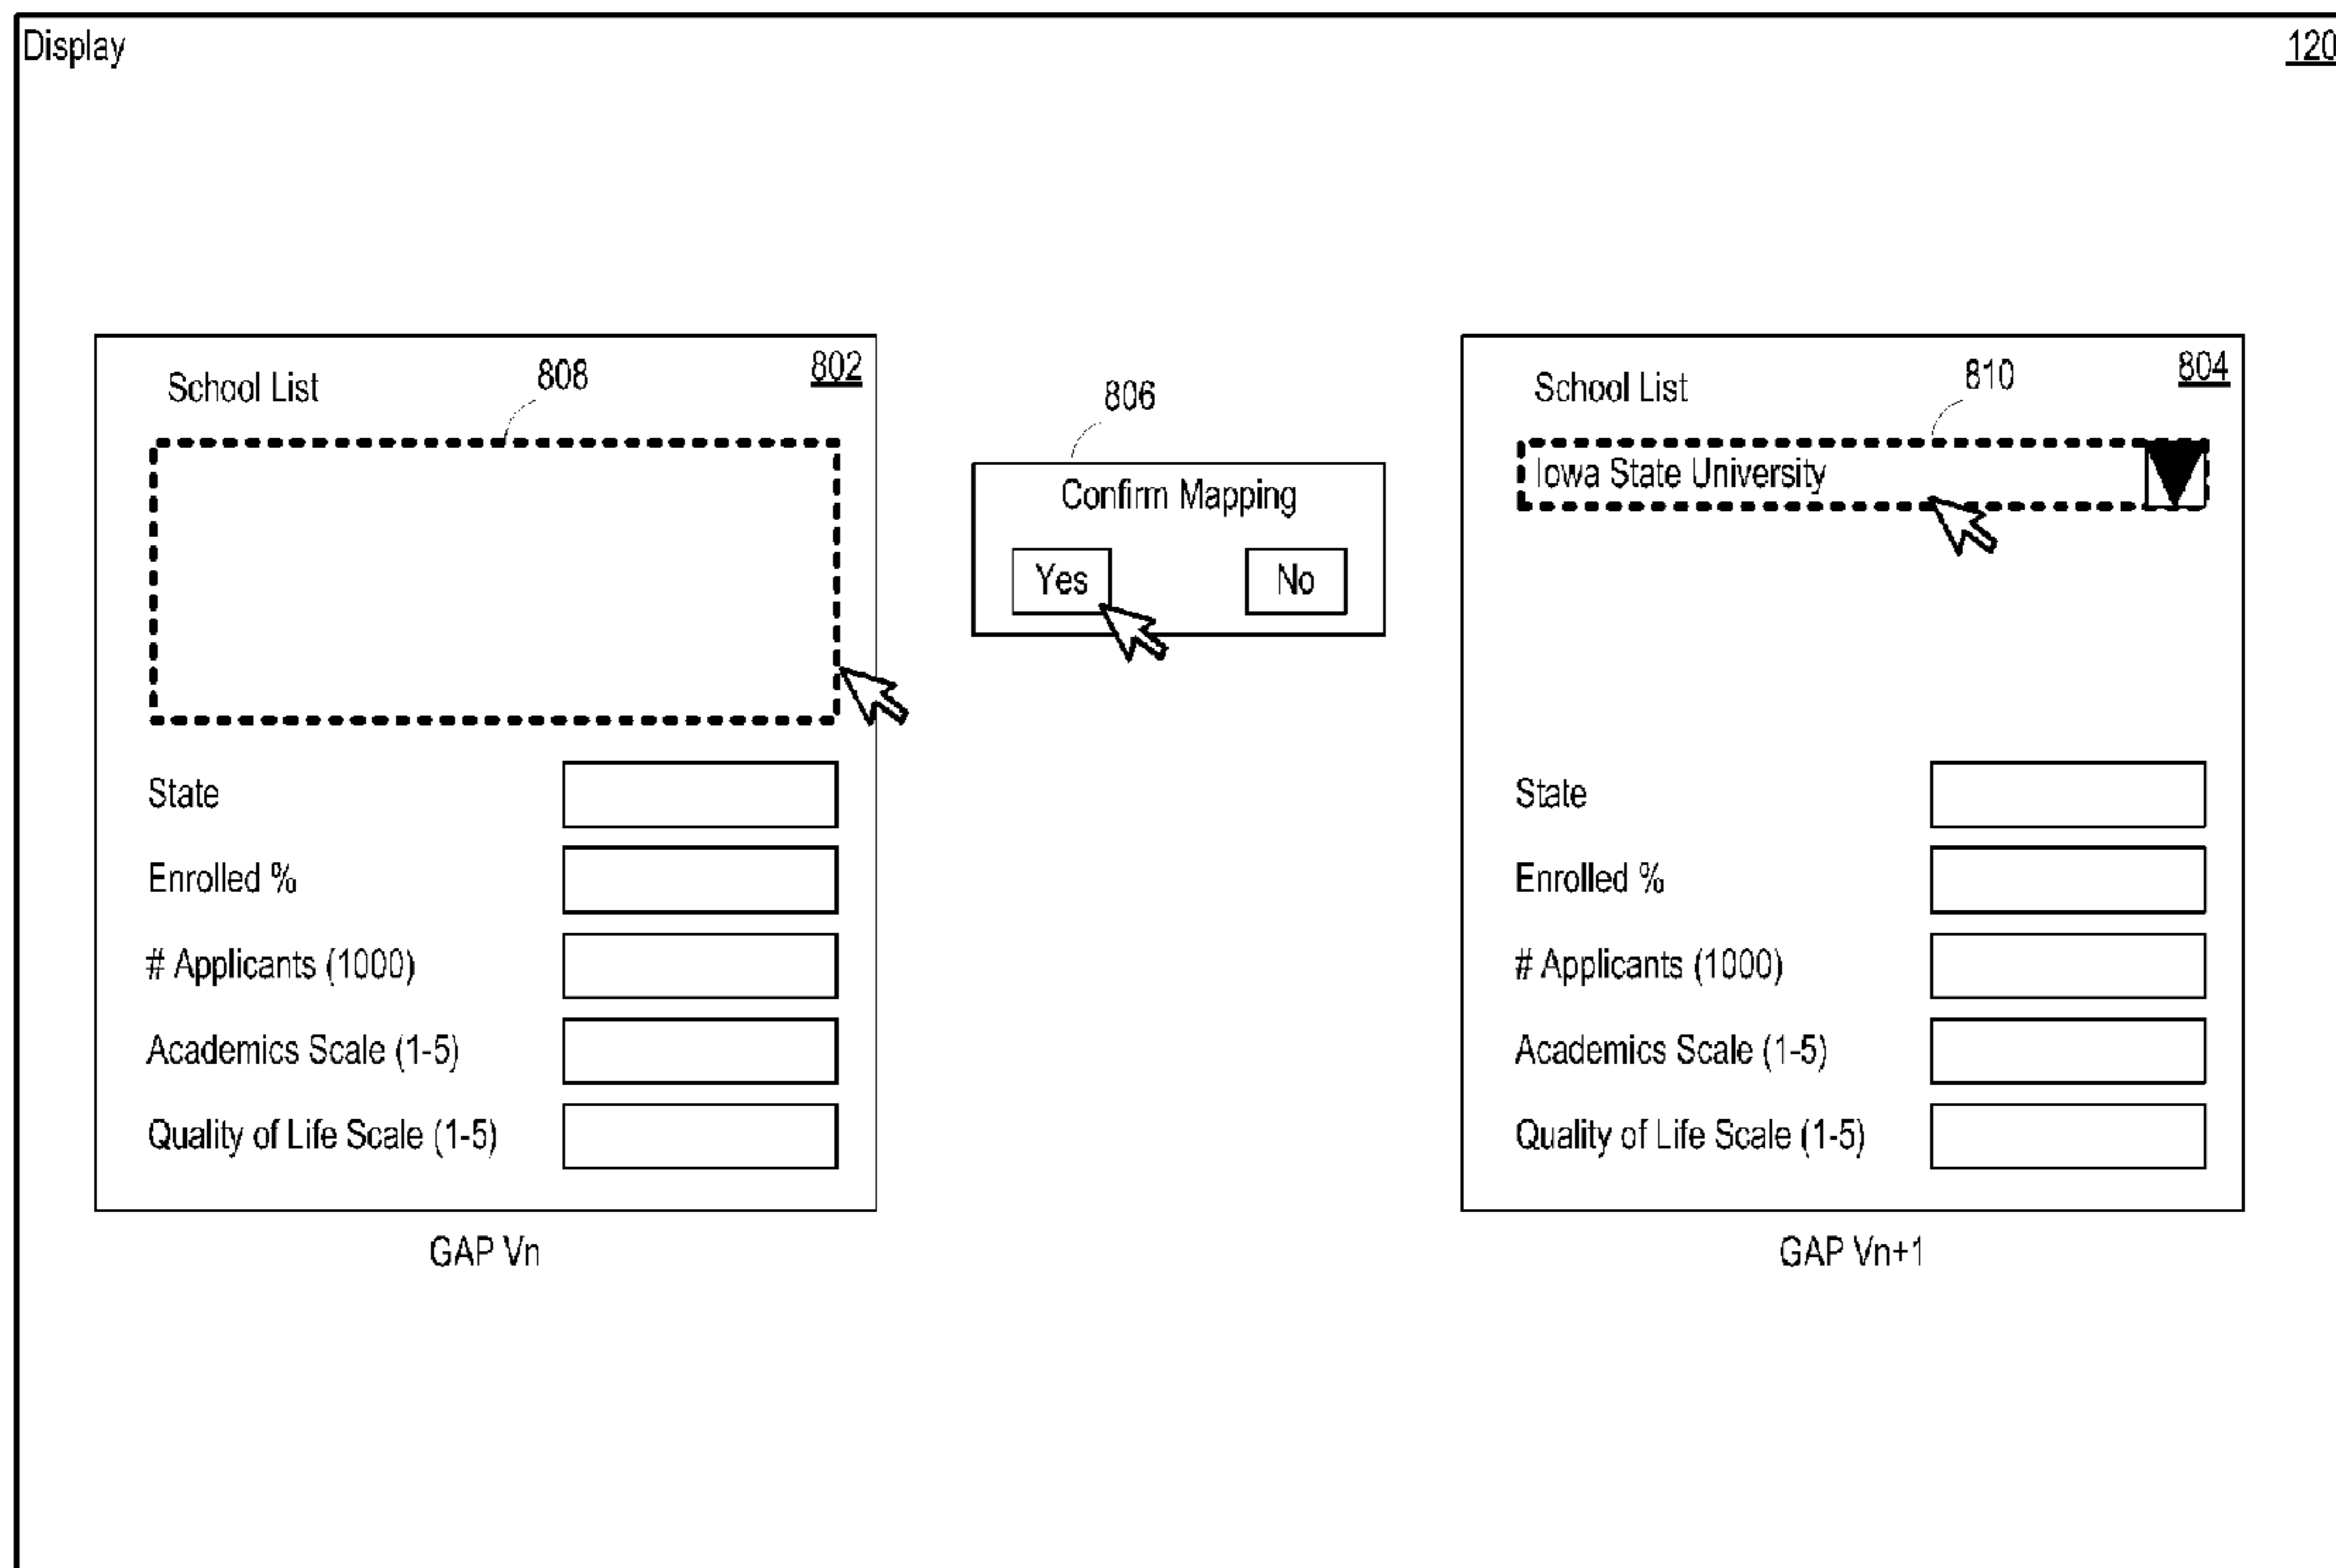 Display
120
School List
808
802
State
Enrolled %
# Applicants (1000)
Academics Scale (1-5)
Quality of Life Scale (1-5)
GAP Vn
806
Confirm Mapping
Yes
No
School List
810
804
Iowa State University
State
Enrolled %
# Applicants (1000)
Academics Scale (1-5)
Quality of Life Scale (1-5)
GAP Vn+1